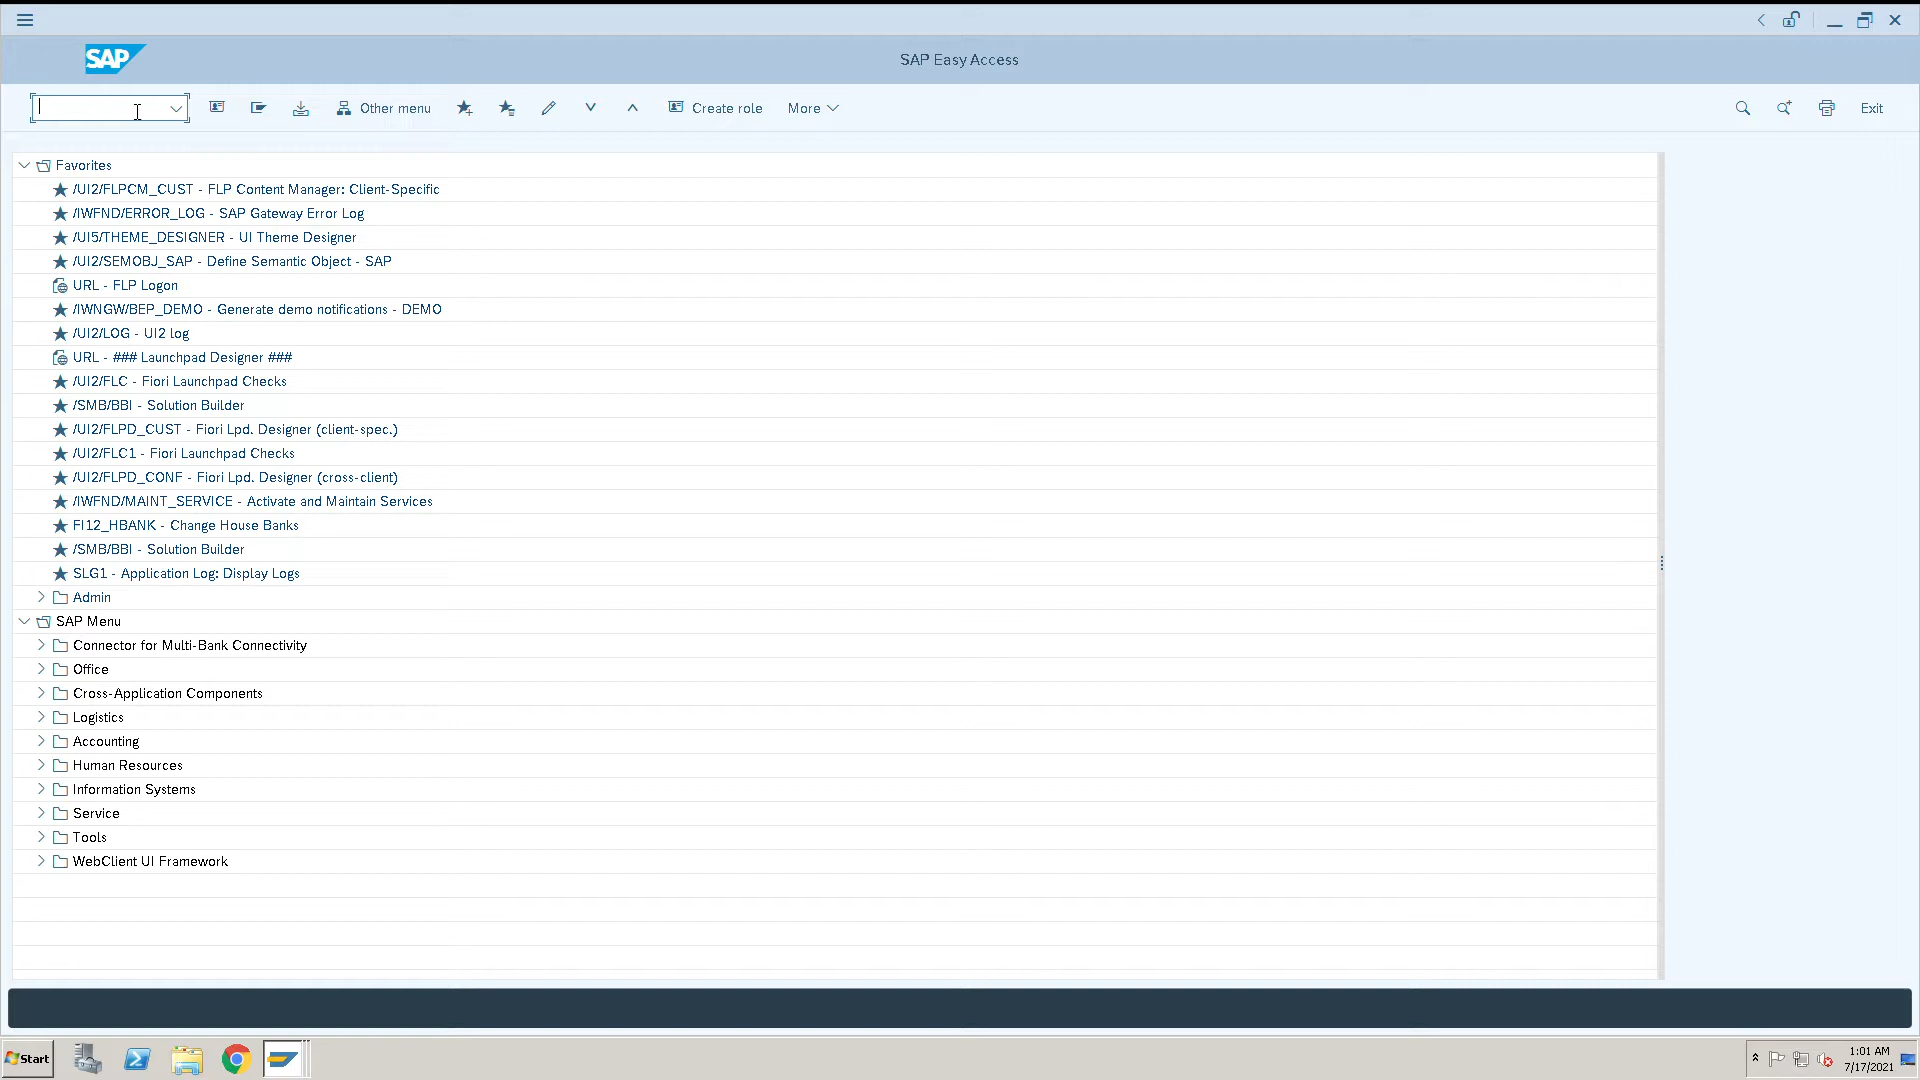 SAP
SAP Easy Access
Other menu
Create role
More
Exit
Favorites
/UI2/FLPCM_CUST - FLP Content Manager: Client-Specific
/IWFND/ERROR_LOG - SAP Gateway Error Log
/UI5/THEME_DESIGNER - UI Theme Designer
/UI2/SEMOBJ_SAP - Define Semantic Object - SAP
URL - FLP Logon
/IWNGW/BEP_DEMO - Generate demo notifications - DEMO
/UI2/LOG - UI2 log
URL - ### Launchpad Designer ###
/UI2/FLC - Fiori Launchpad Checks
/SMB/BBI - Solution Builder
/UI2/FLPD_CUST - Fiori Lpd. Designer (client-spec.)
/UI2/FLC1 - Fiori Launchpad Checks
/UI2/FLPD_CONF - Fiori Lpd. Designer (cross-client)
/IWFND/MAINT_SERVICE - Activate and Maintain Services
FI12_HBANK - Change House Banks
/SMB/BBI - Solution Builder
SLG1 - Application Log: Display Logs
Admin
SAP Menu
Connector for Multi-Bank Connectivity
Office
Cross-Application Components
Logistics
Accounting
Human Resources
Information Systems
Service
Tools
WebClient UI Framework
Start
1:01 AM
7/17/2021